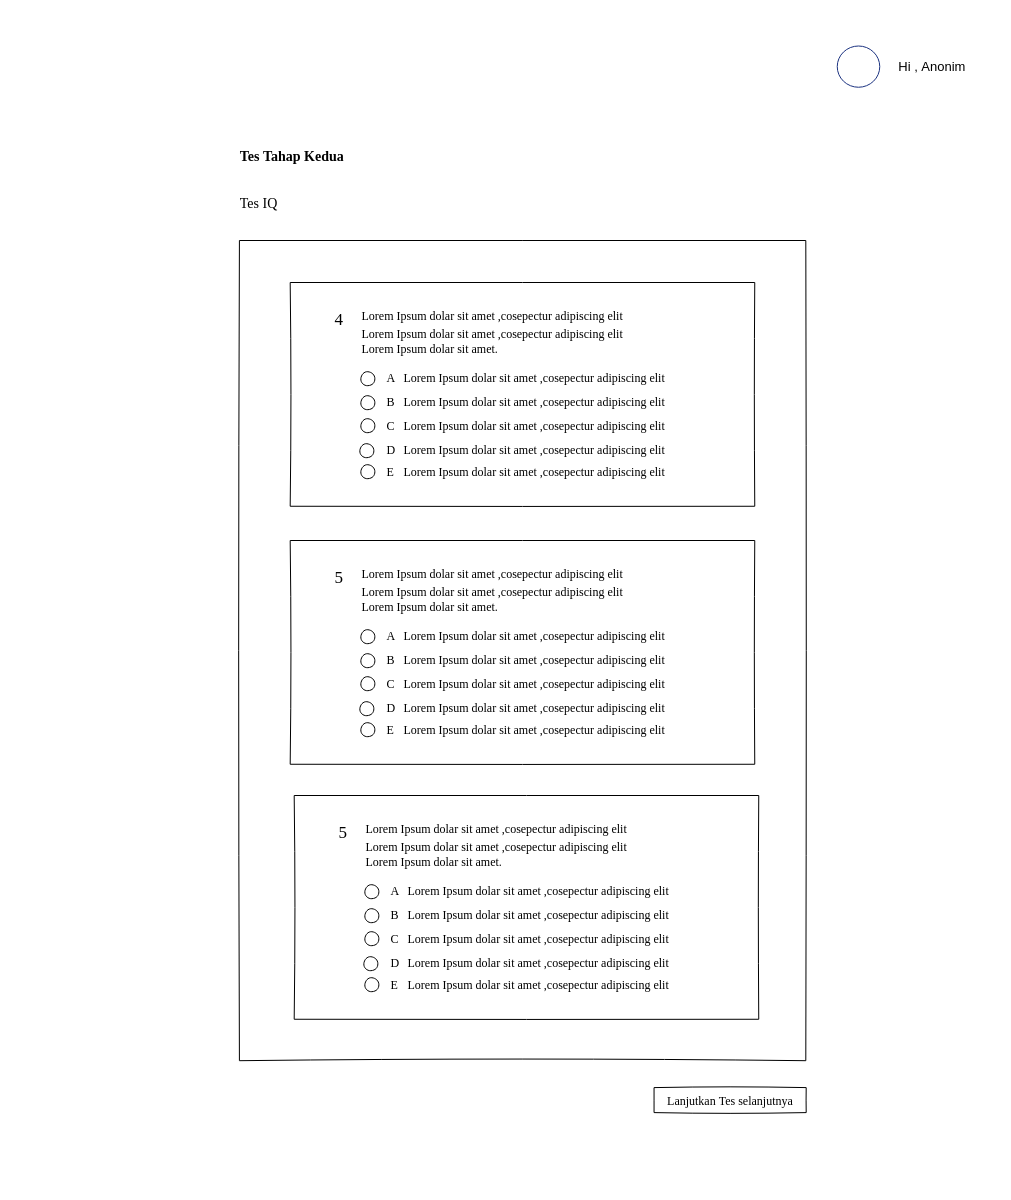 Hi , Anonim
Tes Tahap Kedua
Tes IQ
4 Lorem Ipsum dolar sit amet ,cosepectur adipiscing elit
Lorem Ipsum dolar sit amet ,cosepectur adipiscing elit
Lorem Ipsum dolar sit amet.
A Lorem Ipsum dolar sit amet ,cosepectur adipiscing elit
B Lorem Ipsum dolar sit amet ,cosepectur adipiscing elit
C Lorem Ipsum dolar sit amet ,cosepectur adipiscing elit
D Lorem Ipsum dolar sit amet ,cosepectur adipiscing elit
E Lorem Ipsum dolar sit amet ,cosepectur adipiscing elit
5 Lorem Ipsum dolar sit amet ,cosepectur adipiscing elit
Lorem Ipsum dolar sit amet ,cosepectur adipiscing elit
Lorem Ipsum dolar sit amet.
A Lorem Ipsum dolar sit amet ,cosepectur adipiscing elit
B Lorem Ipsum dolar sit amet ,cosepectur adipiscing elit
C Lorem Ipsum dolar sit amet ,cosepectur adipiscing elit
D Lorem Ipsum dolar sit amet ,cosepectur adipiscing elit
E Lorem Ipsum dolar sit amet ,cosepectur adipiscing elit
5 Lorem Ipsum dolar sit amet ,cosepectur adipiscing elit
Lorem Ipsum dolar sit amet ,cosepectur adipiscing elit
Lorem Ipsum dolar sit amet.
A Lorem Ipsum dolar sit amet ,cosepectur adipiscing elit
B Lorem Ipsum dolar sit amet ,cosepectur adipiscing elit
C Lorem Ipsum dolar sit amet ,cosepectur adipiscing elit
D Lorem Ipsum dolar sit amet ,cosepectur adipiscing elit
E Lorem Ipsum dolar sit amet ,cosepectur adipiscing elit
Lanjutkan Tes selanjutnya